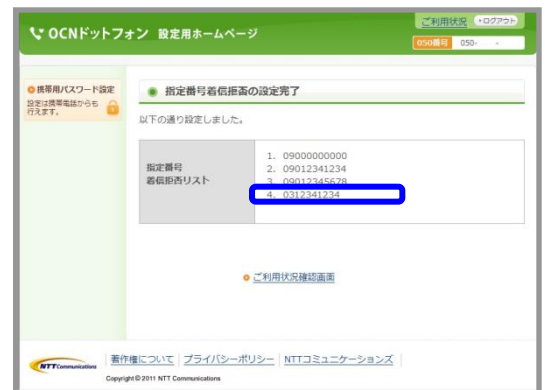 OCNドットフォン 設定用ホームページ
ご利用状況 ログアウト
050番号 050- -
携帯用パスワード設定
設定は携帯電話からも
行えます。
指定番号着信拒否の設定完了
以下の通り設定しました。
指定番号
着信拒否リスト
1. 09000000000
2. 09012341234
3. 09012345678
4. 0312341234
ご利用状況確認画面
NTT Communications
著作権について プライバシーポリシー NTTコミュニケーションズ
Copyright © 2011 NTT Communications